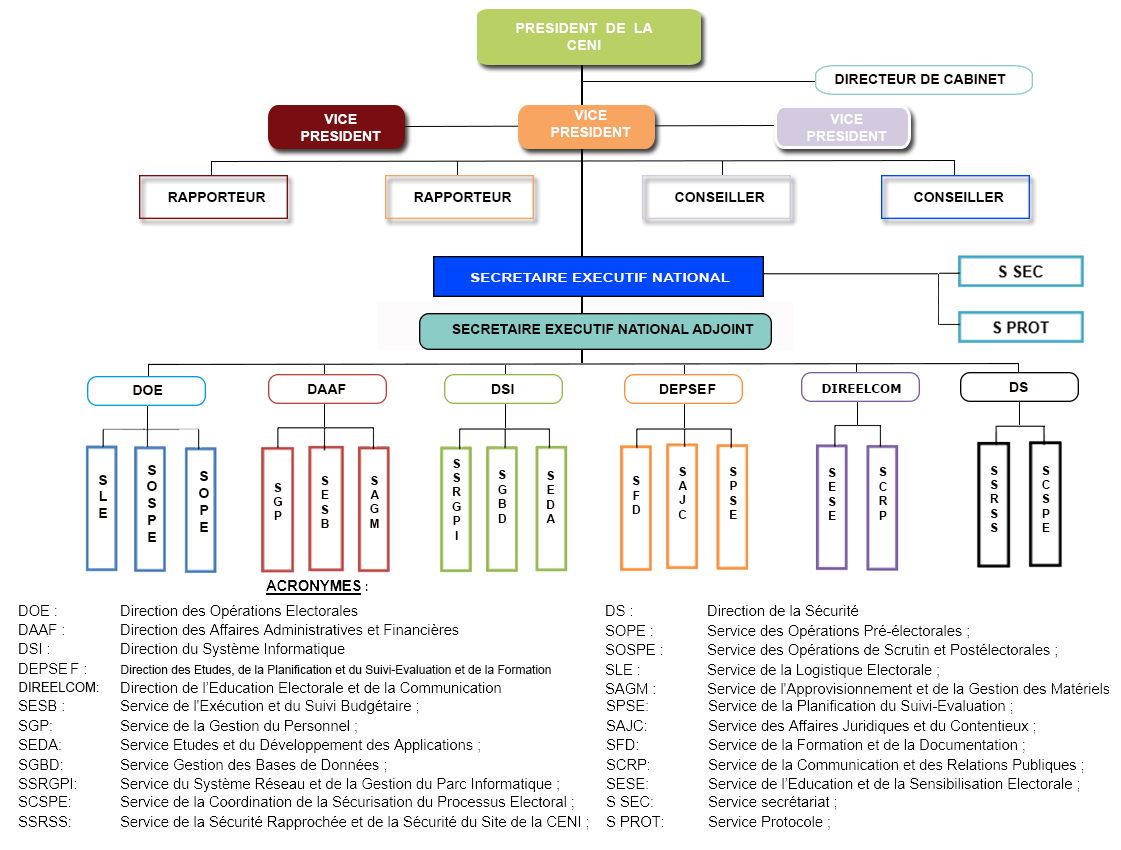 PRESIDENT DE LA
CENI
DIRECTEUR DE CABINET
VICE
PRESIDENT
VICE
PRESIDENT
VICE
PRESIDENT
RAPPORTEUR
RAPPORTEUR
CONSEILLER
CONSEILLER
SECRETAIRE EXECUTIF NATIONAL
S SEC
SECRETAIRE EXECUTIF NATIONAL ADJOINT
S PROT
DOE
DAAF
DSI
DEPSEF
DIREELCOM
DS
SLE
SOSPE
SOPE
SGP
SESB
SAGM
SSRGPI
SGBD
SEDA
SFD
SAJC
SPSE
SESE
SCRP
SSRSS
SCSPE
ACRONYMES :
DOE : Direction des Opérations Electorales
DAAF : Direction des Affaires Administratives et Financières
DSI : Direction du Système Informatique
DEPSEF : Direction des Etudes, de la Planification et du Suivi-Evaluation et de la Formation
DIREELCOM: Direction de l'Education Electorale et de la Communication
SESB : Service de l'Exécution et du Suivi Budgétaire ;
SGP: Service de la Gestion du Personnel ;
SEDA: Service Etudes et du Développement des Applications ;
SGBD: Service Gestion des Bases de Données ;
SSRGPI: Service du Système Réseau et de la Gestion du Parc Informatique ;
SCSPE: Service de la Coordination de la Sécurisation du Processus Electoral ;
SSRSS: Service de la Sécurité Rapprochée et de la Sécurité du Site de la CENI ;
DS : Direction de la Sécurité
SOPE : Service des Opérations Pré-électorales ;
SOSPE : Service des Opérations de Scrutin et Postélectorales ;
SLE : Service de la Logistique Electorale ;
SAGM : Service de l'Approvisionnement et de la Gestion des Matériels
SPSE: Service de la Planification du Suivi-Evaluation ;
SAJC: Service des Affaires Juridiques et du Contentieux ;
SFD: Service de la Formation et de la Documentation ;
SCRP: Service de la Communication et des Relations Publiques ;
SESE: Service de l'Education et de la Sensibilisation Electorale ;
S SEC: Service secrétariat ;
S PROT: Service Protocole ;